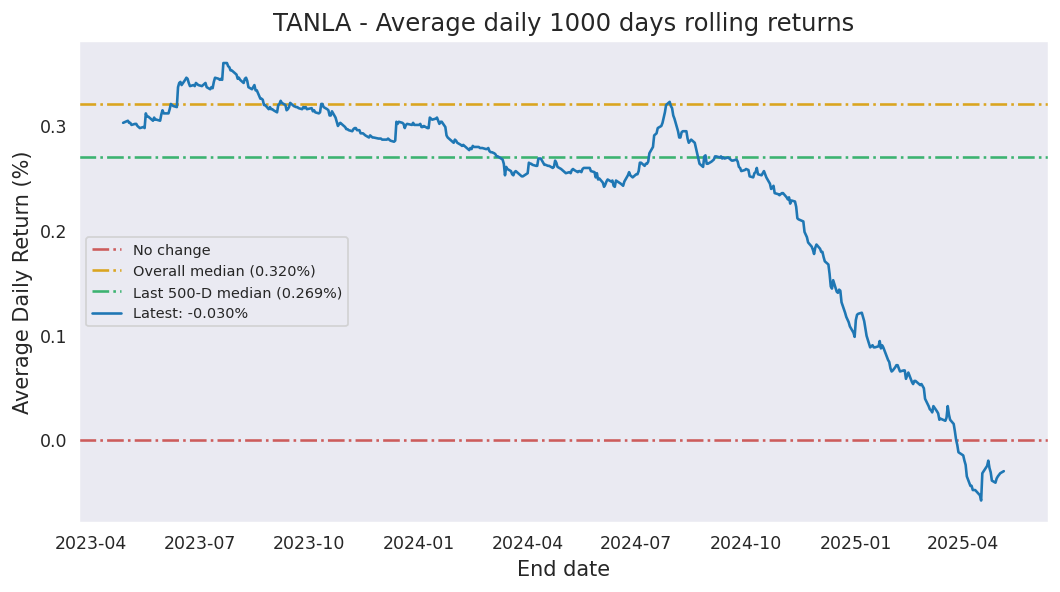 TANLA - Average daily 1000 days rolling returns
Average Daily Return (%)
0.3
0.2
0.1
0.0
No change
Overall median (0.320%)
Last 500-D median (0.269%)
Latest: -0.030%
2023-04 2023-07 2023-10 2024-01 2024-04 2024-07 2024-10 2025-01 2025-04
End date